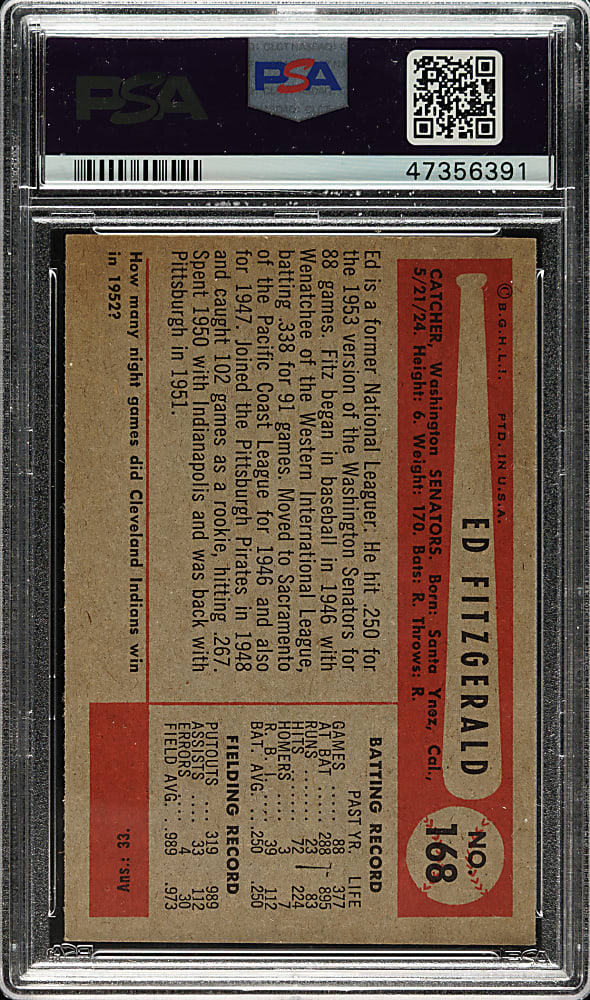 PSA
PSA
47356391
© B.G.H.L.I. PTD. IN U.S.A.
ED FITZGERALD
NO.
168
CATCHER, Washington SENATORS. Born: Santa Ynez, Cal.,
5/21/24. Height: 6. Weight: 170. Bats: R. Throws: R.
Ed is a former National Leaguer. He hit .250 for
the 1953 version of the Washington Senators for
88 games. Fitz began in baseball in 1946 with
Wenatchee of the Western International League,
batting .338 for 91 games. Moved to Sacramento
of the Pacific Coast League for 1946 and also
for 1947. Joined the Pittsburgh Pirates in 1948
and caught 102 games as a rookie, hitting .267.
Spent 1950 with Indianapolis and was back with
Pittsburgh in 1951.
BATTING RECORD
PAST YR. LIFE
GAMES ...... 88 377
AT BAT ..... 288 895
RUNS ....... 23 83
HITS ....... 72 224
HOMERS ..... 3 7
R. B. I. .... 39 112
BAT. AVG. .. .250 .250
FIELDING RECORD
PUTOUTS ... 319 989
ASSISTS .... 33 112
ERRORS .... 4 30
FIELD AVG. .. .989 .973
How many night games did Cleveland Indians win
in 1952?
Ans.: 33.